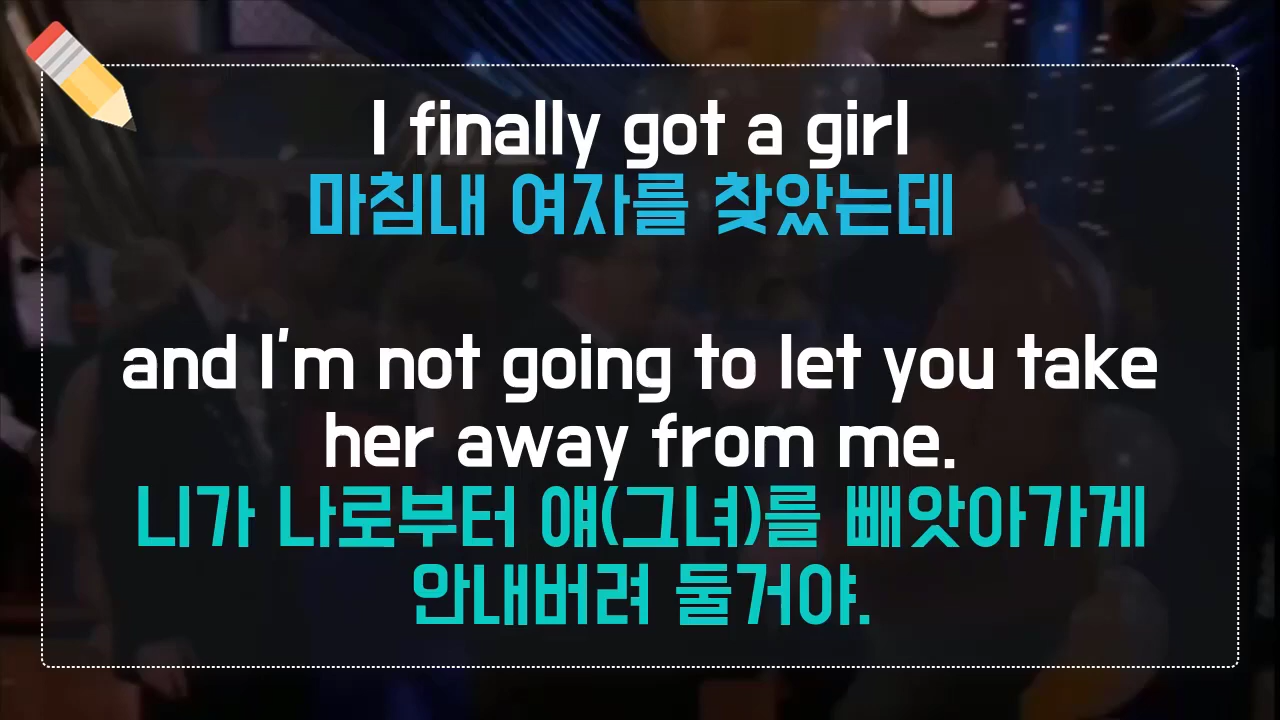 I finally got a girl
마침내 여자를 찾았는데
and I'm not going to let you take
her away from me.
니가 나로부터 얘(그녀)를 빼앗아가게
안내버려 둘거야.